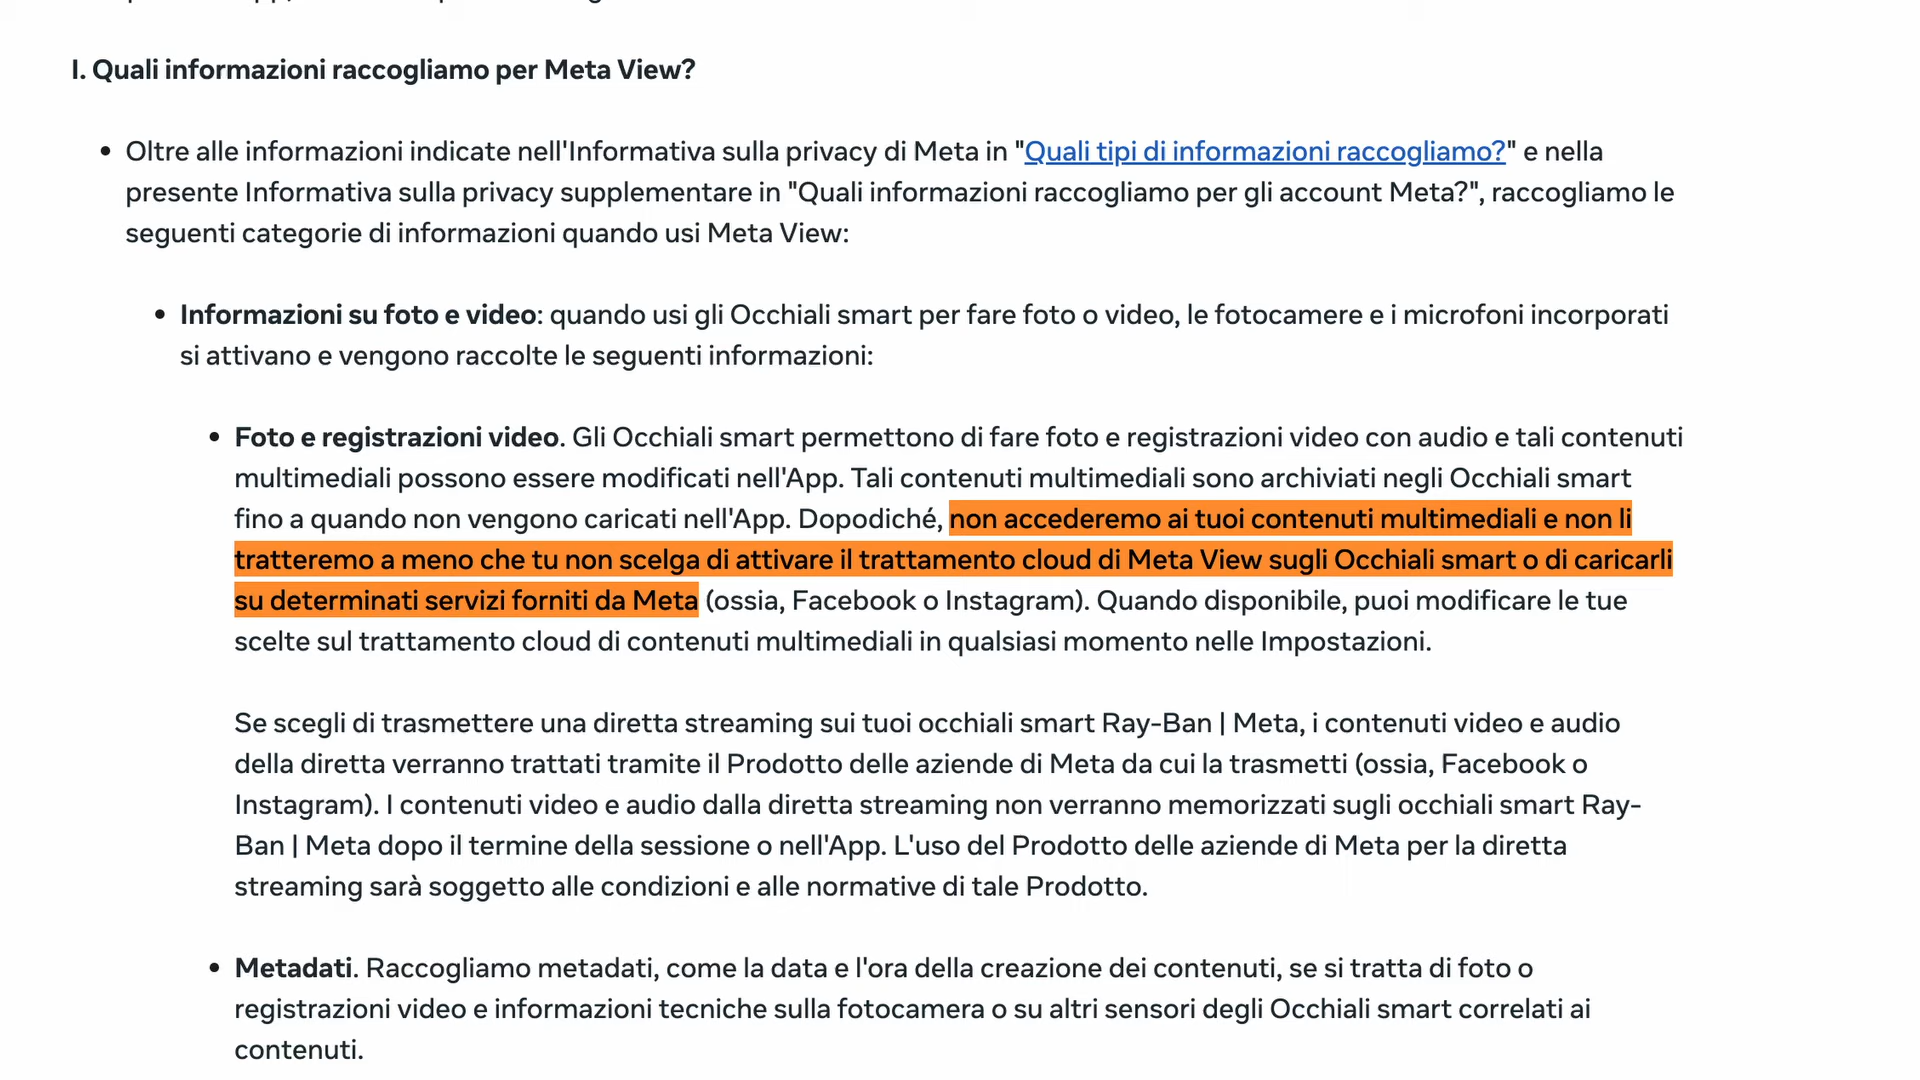 I. Quali informazioni raccogliamo per Meta View?
• Oltre alle informazioni indicate nell'Informativa sulla privacy di Meta in "Quali tipi di informazioni raccogliamo?" e nella
presente Informativa sulla privacy supplementare in "Quali informazioni raccogliamo per gli account Meta?", raccogliamo le
seguenti categorie di informazioni quando usi Meta View:
• Informazioni su foto e video: quando usi gli Occhiali smart per fare foto o video, le fotocamere e i microfoni incorporati
si attivano e vengono raccolte le seguenti informazioni:
• Foto e registrazioni video. Gli Occhiali smart permettono di fare foto e registrazioni video con audio e tali contenuti
multimediali possono essere modificati nell'App. Tali contenuti multimediali sono archiviati negli Occhiali smart
fino a quando non vengono caricati nell'App. Dopodiché, non accederemo ai tuoi contenuti multimediali e non li
tratteremo a meno che tu non scelga di attivare il trattamento cloud di Meta View sugli Occhiali smart o di caricarli
su determinati servizi forniti da Meta (ossia, Facebook o Instagram). Quando disponibile, puoi modificare le tue
scelte sul trattamento cloud di contenuti multimediali in qualsiasi momento nelle Impostazioni.
Se scegli di trasmettere una diretta streaming sui tuoi occhiali smart Ray-Ban | Meta, i contenuti video e audio
della diretta verranno trattati tramite il Prodotto delle aziende di Meta da cui la trasmetti (ossia, Facebook o
Instagram). I contenuti video e audio dalla diretta streaming non verranno memorizzati sugli occhiali smart Ray-
Ban | Meta dopo il termine della sessione o nell'App. L'uso del Prodotto delle aziende di Meta per la diretta
streaming sarà soggetto alle condizioni e alle normative di tale Prodotto.
• Metadati. Raccogliamo metadati, come la data e l'ora della creazione dei contenuti, se si tratta di foto o
registrazioni video e informazioni tecniche sulla fotocamera o su altri sensori degli Occhiali smart correlati ai
contenuti.